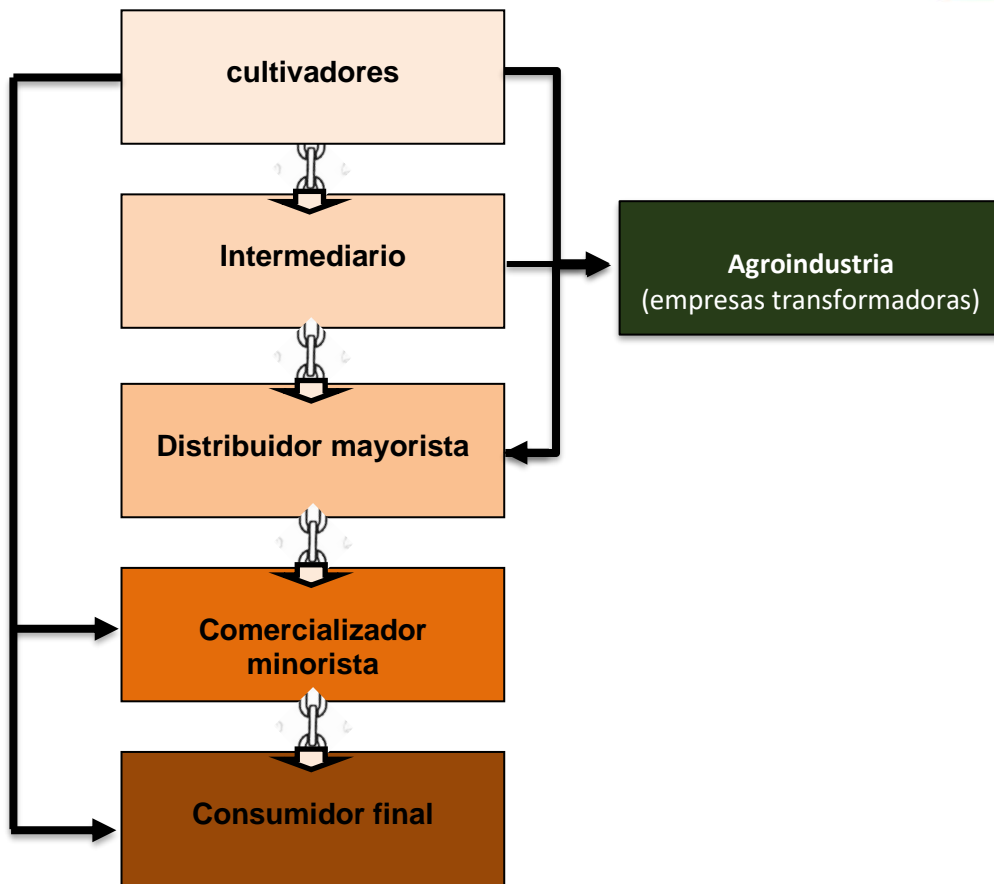 cultivadores
Intermediario
Agroindustria
(empresas transformadoras)
Distribuidor mayorista
Comercializador
minorista
Consumidor final